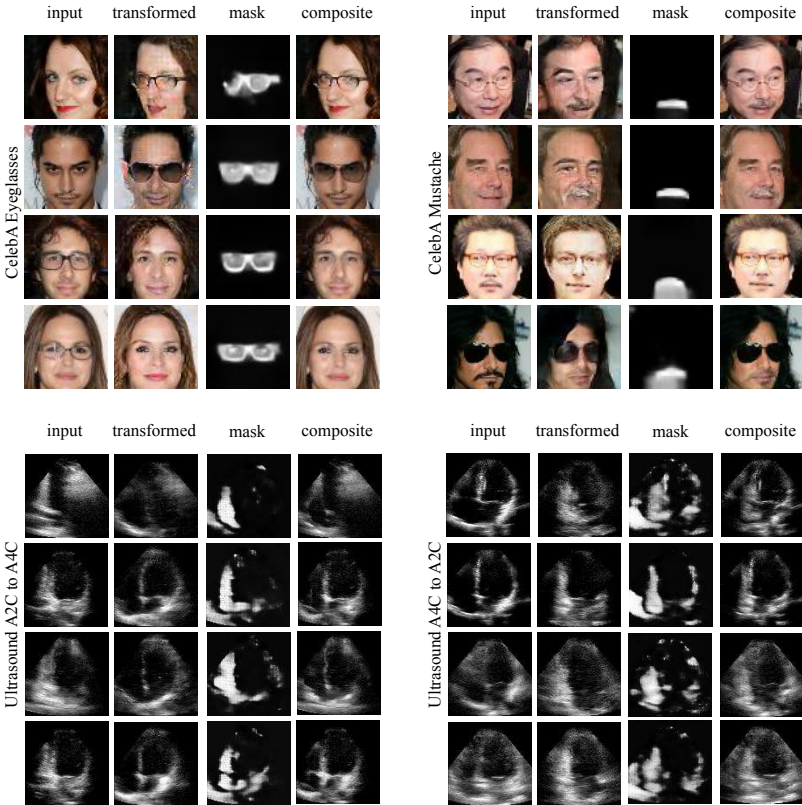 input transformed mask composite
input transformed mask composite
CelebA Eyeglasses
CelebA Mustache
input transformed mask composite
input transformed mask composite
Ultrasound A2C to A4C
Ultrasound A4C to A2C